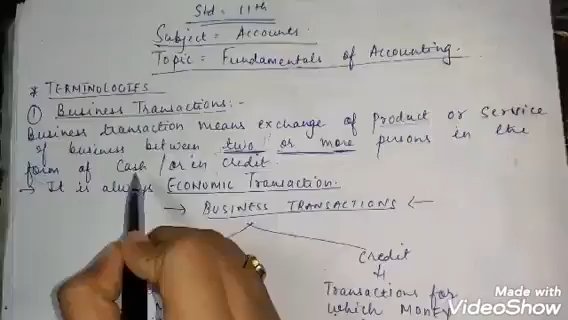 Std = 11th
Subject = Accounts.
Topic = Fundamentals of Accounting.
* TERMINOLOGIES
① Business Transactions:-
Business transaction means exchange of product or service
of business between two or more persons in the
form of cash/or in credit.
→ It is always ECONOMIC Transaction.
→ BUSINESS TRANSACTIONS ←
Credit
↓
Transactions for
which Money
Made with
VideoShow